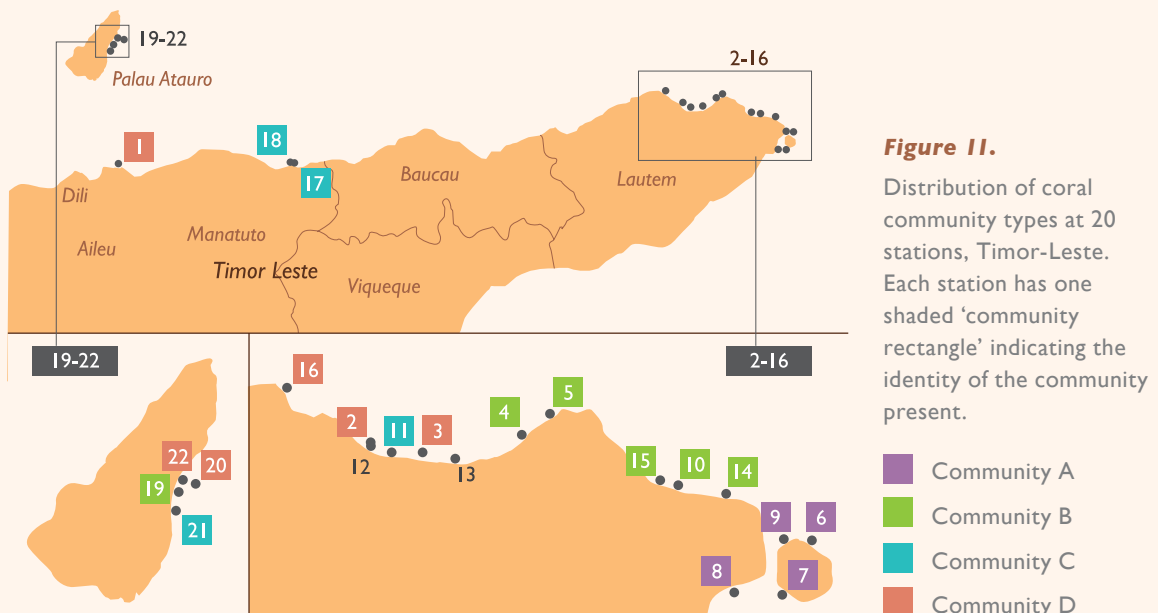 19-22
Palau Atauro
2-16
1
18
17
Dili
Aileu
Manatuto
Timor Leste
Baucau
Viqueque
Lautem
19-22
2-16
22
20
19
21
16
2
11
3
12
13
4
5
15
10
14
9
6
8
7
Figure 11.
Distribution of coral
community types at 20
stations, Timor-Leste.
Each station has one
shaded ‘community
rectangle’ indicating the
identity of the community
present.
Community A
Community B
Community C
Community D